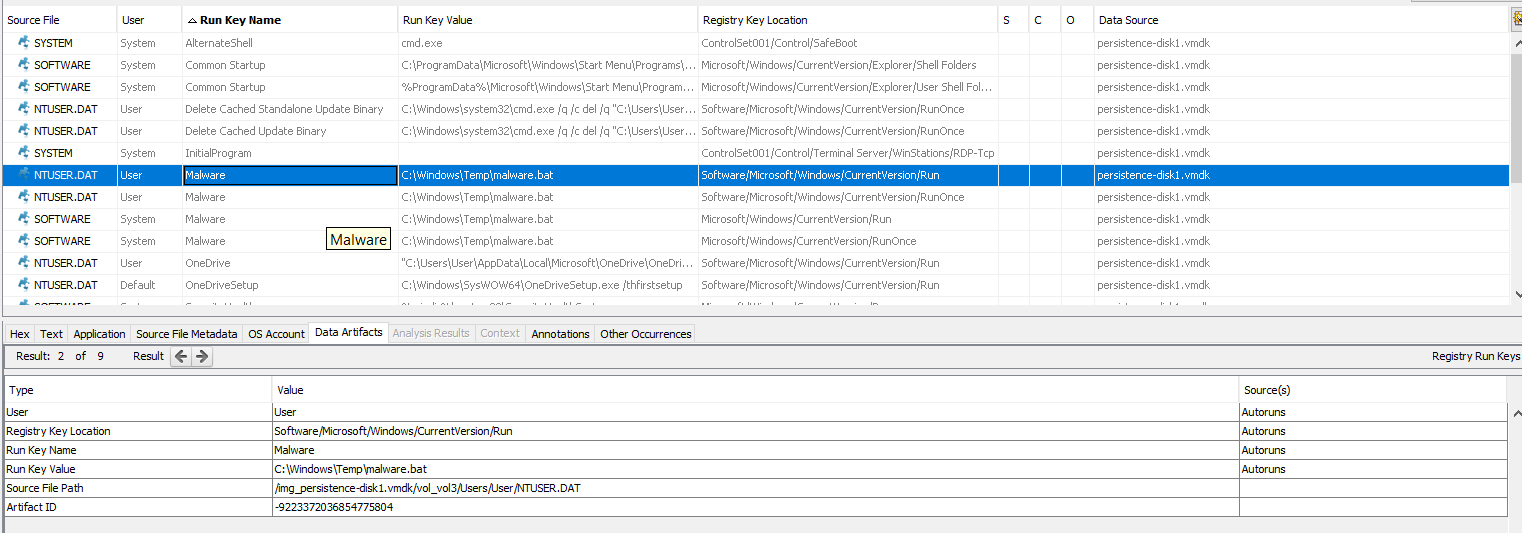 Source File User Run Key Name Run Key Value Registry Key Location S C O Data Source
SYSTEM System AlternateShell cmd.exe ControlSet001/Control/SafeBoot persistence-disk1.vmdk
SOFTWARE System Common Startup C:\ProgramData\Microsoft\Windows\Start Menu\Programs\... Microsoft/Windows/CurrentVersion/Explorer/Shell Folders persistence-disk1.vmdk
SOFTWARE System Common Startup %ProgramData%\Microsoft\Windows\Start Menu\Program... Microsoft/Windows/CurrentVersion/Explorer/User Shell Fol... persistence-disk1.vmdk
NTUSER.DAT User Delete Cached Standalone Update Binary C:\Windows\system32\cmd.exe /q /c del /q "C:\Users\User... Software/Microsoft/Windows/CurrentVersion/RunOnce persistence-disk1.vmdk
NTUSER.DAT User Delete Cached Update Binary C:\Windows\system32\cmd.exe /q /c del /q "C:\Users\User... Software/Microsoft/Windows/CurrentVersion/RunOnce persistence-disk1.vmdk
SYSTEM System InitialProgram ControlSet001/Control/Terminal Server/WinStations/RDP-Tcp persistence-disk1.vmdk
NTUSER.DAT User Malware C:\Windows\Temp\malware.bat Software/Microsoft/Windows/CurrentVersion/Run persistence-disk1.vmdk
NTUSER.DAT User Malware C:\Windows\Temp\malware.bat Software/Microsoft/Windows/CurrentVersion/RunOnce persistence-disk1.vmdk
SOFTWARE System Malware C:\Windows\Temp\malware.bat Microsoft/Windows/CurrentVersion/Run persistence-disk1.vmdk
SOFTWARE System Malware C:\Windows\Temp\malware.bat Microsoft/Windows/CurrentVersion/RunOnce persistence-disk1.vmdk
Malware
NTUSER.DAT User OneDrive "C:\Users\User\AppData\Local\Microsoft\OneDrive\OneDri... Software/Microsoft/Windows/CurrentVersion/Run persistence-disk1.vmdk
NTUSER.DAT Default OneDriveSetup C:\Windows\SysWOW64\OneDriveSetup.exe /thfirstsetup Software/Microsoft/Windows/CurrentVersion/Run persistence-disk1.vmdk
Hex Text Application Source File Metadata OS Account Data Artifacts Analysis Results Context Annotations Other Occurrences
Result: 2 of 9 Result Registry Run Keys
Type Value Source(s)
User User Autoruns
Registry Key Location Software/Microsoft/Windows/CurrentVersion/Run Autoruns
Run Key Name Malware Autoruns
Run Key Value C:\Windows\Temp\malware.bat Autoruns
Source File Path /img_persistence-disk1.vmdk/vol_vol3/Users/User/NTUSER.DAT
Artifact ID -9223372036854775804